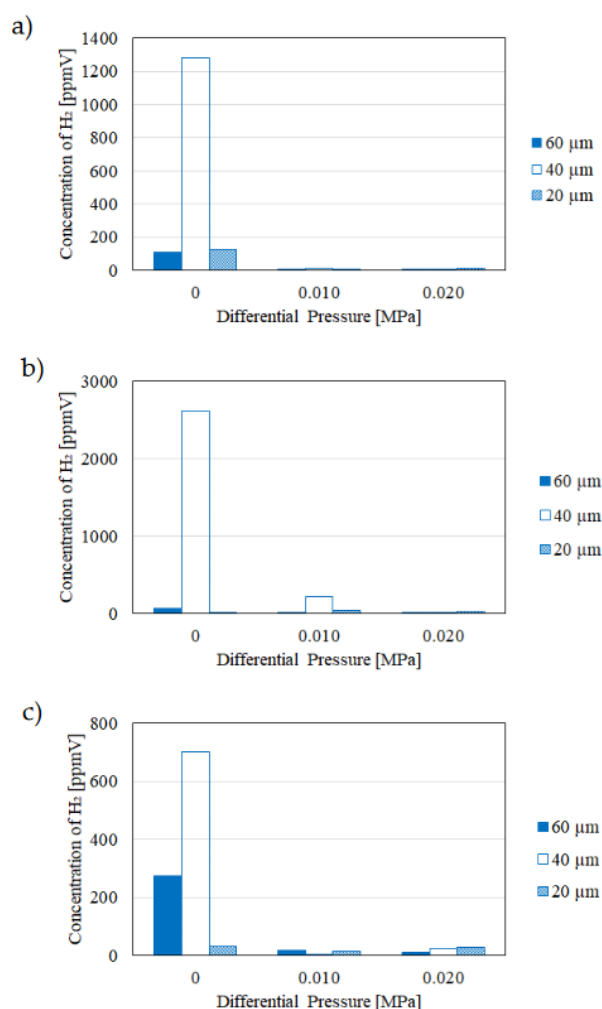 a)
Concentration of H₂ [ppmV]
1400
1200
1000
800
600
400
200
0
0 0.010 0.020
Differential Pressure [MPa]
60 µm
40 µm
20 µm
b)
Concentration of H₂ [ppmV]
3000
2000
1000
0
0 0.010 0.020
Differential Pressure [MPa]
60 µm
40 µm
20 µm
c)
Concentration of H₂ [ppmV]
800
600
400
200
0
0 0.010 0.020
Differential Pressure [MPa]
60 µm
40 µm
20 µm